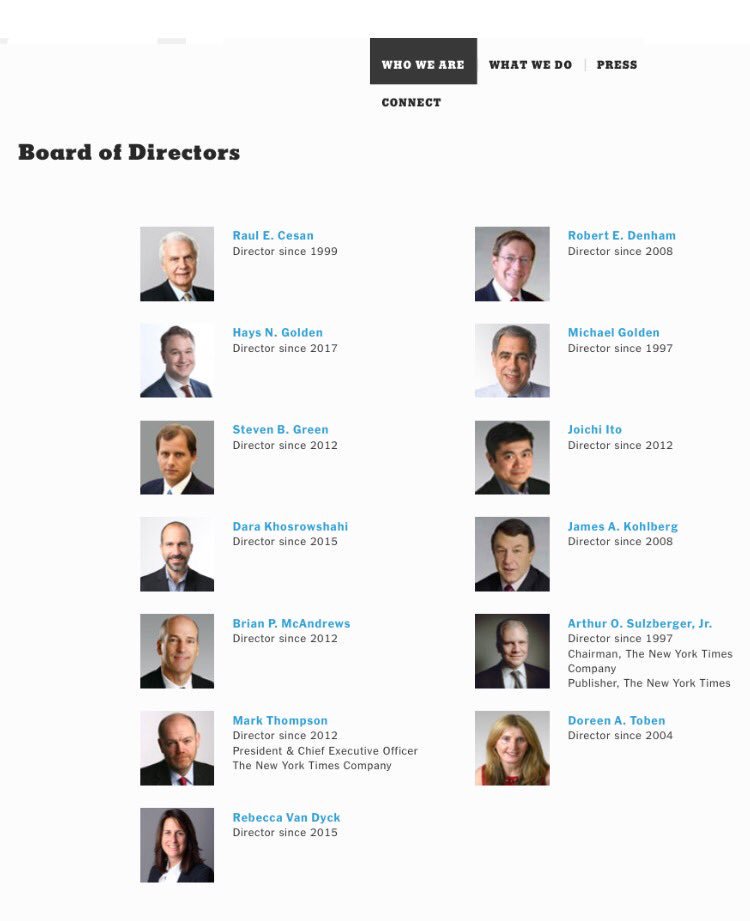 WHO WE ARE
WHAT WE DO
PRESS
CONNECT
Board of Directors
Raul E. Cesan
Director since 1999
Robert E. Denham
Director since 2008
Hays N. Golden
Director since 2017
Michael Golden
Director since 1997
Steven B. Green
Director since 2012
Joichi Ito
Director since 2012
Dara Khosrowshahi
Director since 2015
James A. Kohlberg
Director since 2008
Brian P. McAndrews
Director since 2012
Arthur O. Sulzberger, Jr.
Director since 1997
Chairman, The New York Times
Company
Publisher, The New York Times
Mark Thompson
Director since 2012
President & Chief Executive Officer
The New York Times Company
Doreen A. Toben
Director since 2004
Rebecca Van Dyck
Director since 2015